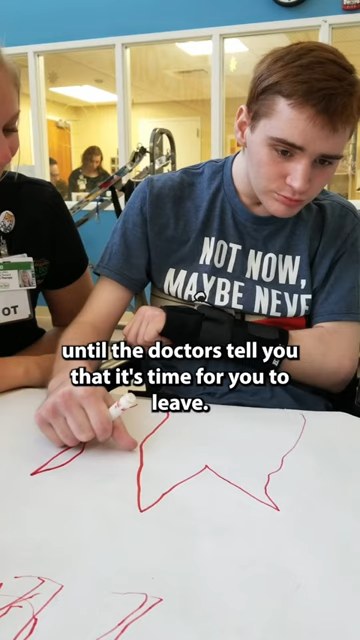 NOT NOW,
MAYBE NEVE
OT
until the doctors tell you
that it's time for you to
leave.